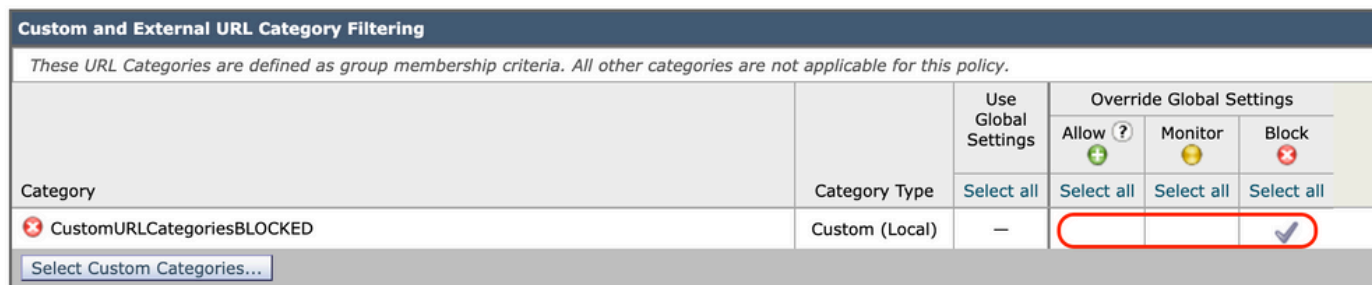 Custom and External URL Category Filtering
These URL Categories are defined as group membership criteria. All other categories are not applicable for this policy.
Use Global Settings
Override Global Settings
Allow ?
Monitor
Block
Category
Category Type
Select all
Select all
Select all
Select all
CustomURLCategoriesBLOCKED
Custom (Local)
—
Select Custom Categories...